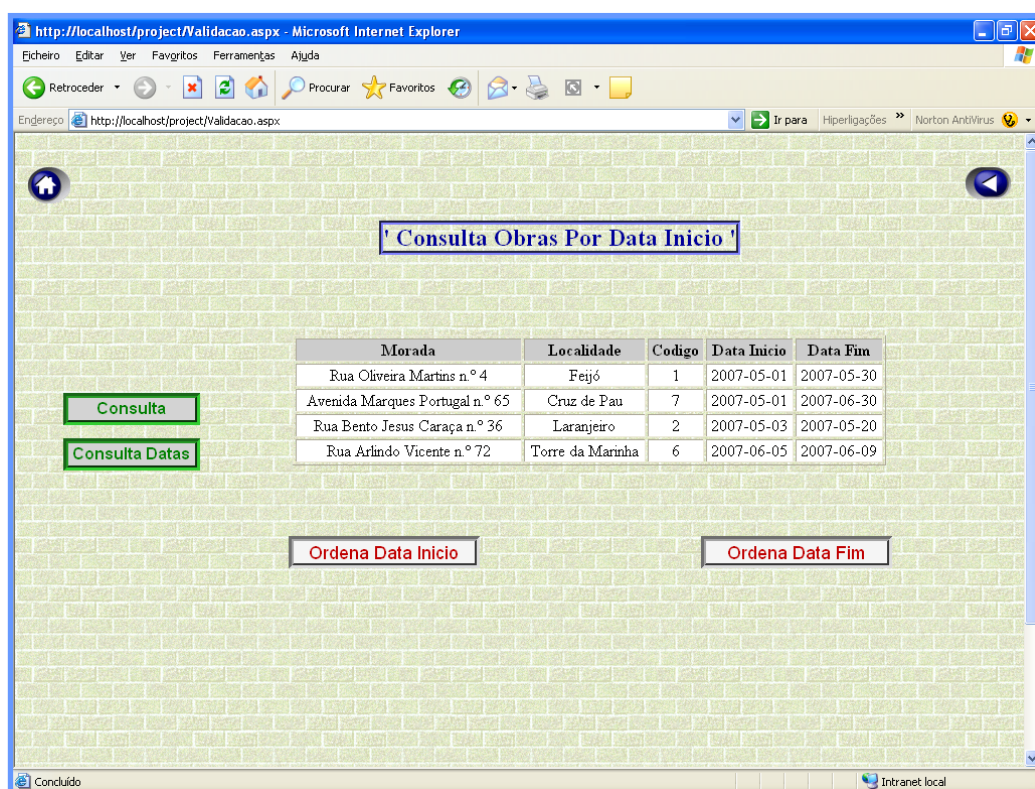 http://localhost/project/Validacao.aspx - Microsoft Internet Explorer
Ficheiro Editar Ver Favoritos Ferramentas Ajuda
Retroceder Procurar Favoritos
Endereço http://localhost/project/Validacao.aspx Ir para Hiperligações » Norton AntiVirus
' Consulta Obras Por Data Inicio '
Morada Localidade Codigo Data Inicio Data Fim
Rua Oliveira Martins n.º 4 Feijó 1 2007-05-01 2007-05-30
Avenida Marques Portugal n.º 65 Cruz de Pau 7 2007-05-01 2007-06-30
Rua Bento Jesus Caraça n.º 36 Laranjeiro 2 2007-05-03 2007-05-20
Rua Arlindo Vicente n.º 72 Torre da Marinha 6 2007-06-05 2007-06-09
Consulta
Consulta Datas
Ordena Data Inicio Ordena Data Fim
Concluído Intranet local